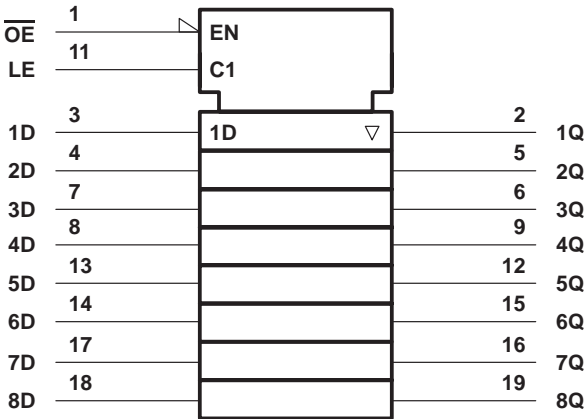 1
OE EN
11
LE C1
3 2
1D 1D ▽ 1Q
4 5
2D 2Q
7 6
3D 3Q
8 9
4D 4Q
13 12
5D 5Q
14 15
6D 6Q
17 16
7D 7Q
18 19
8D 8Q